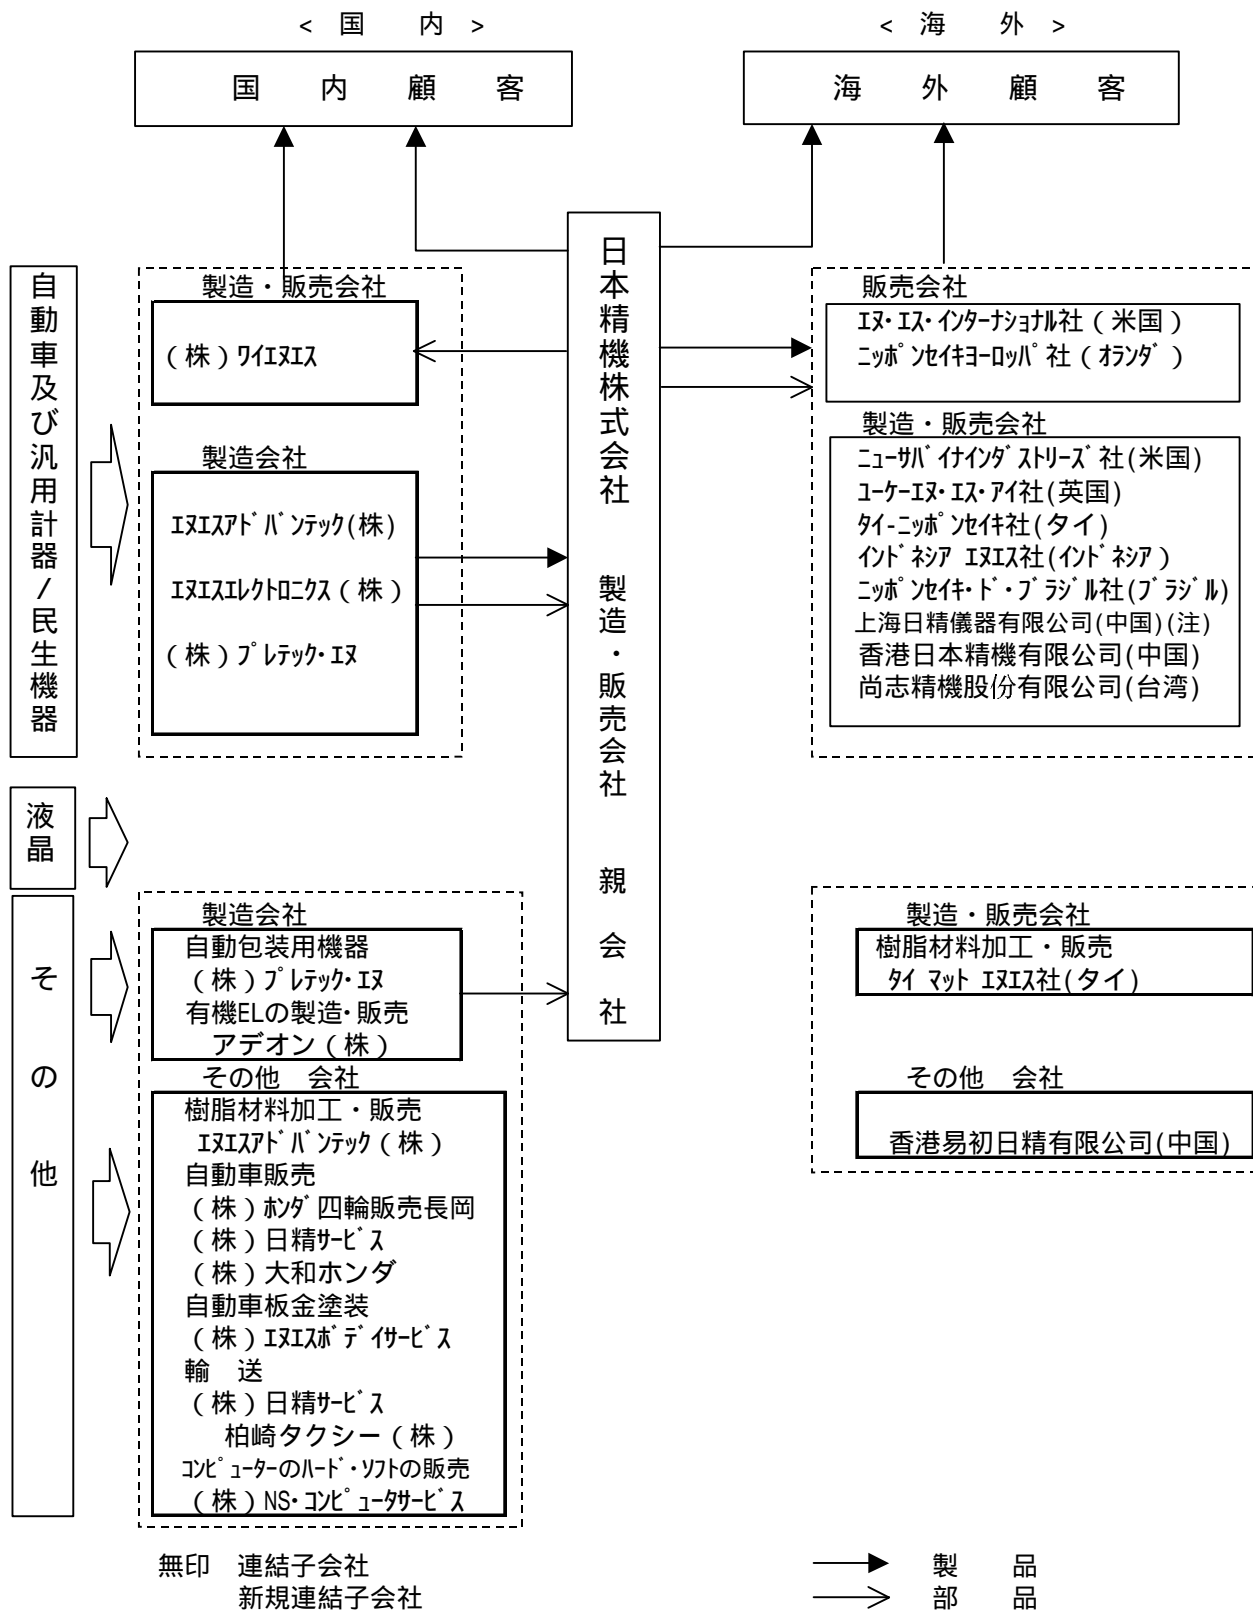 < 国 内 >
< 海 外 >
国 内 顧 客
海 外 顧 客
日本精機株式会社 製造・販売会社 親会社
自動車及び汎用計器/民生機器
製造・販売会社
(株)ワイエヌエス
製造会社
エヌエスアドバンテック(株)
エヌエスエレクトロニクス(株)
(株)プレテック・エヌ
販売会社
エヌ・エス・インターナショナル社(米国)
ニッポンセイキヨーロッパ社(オランダ)
製造・販売会社
ニューサバイナインダストリーズ社(米国)
ユーケーエヌ・エス・アイ社(英国)
タイ-ニッポンセイキ社(タイ)
インドネシア エヌエス社(インドネシア)
ニッポンセイキ・ド・ブラジル社(ブラジル)
上海日精儀器有限公司(中国)(注)
香港日本精機有限公司(中国)
尚志精機股份有限公司(台湾)
液晶
その他
製造会社
自動包装用機器
(株)プレテック・エヌ
有機ELの製造・販売
アデオン(株)
その他 会社
樹脂材料加工・販売
エヌエスアドバンテック(株)
自動車販売
(株)ホンダ四輪販売長岡
(株)日精サービス
(株)大和ホンダ
自動車板金塗装
(株)エヌエスボデイサービス
輸 送
(株)日精サービス
柏崎タクシー(株)
コンピューターのハード・ソフトの販売
(株)NS・コンピュータサービス
製造・販売会社
樹脂材料加工・販売
タイ マット エヌエス社(タイ)
その他 会社
香港易初日精有限公司(中国)
無印 連結子会社
新規連結子会社
製 品
部 品